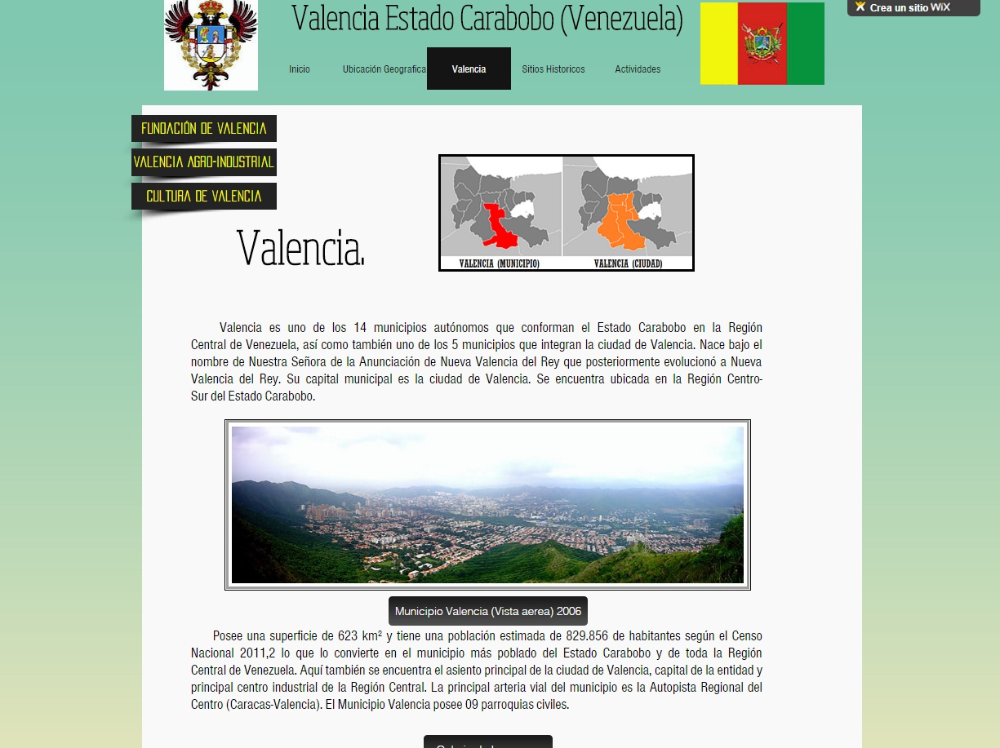 Valencia Estado Carabobo (Venezuela)
Crea un sitio WiX
Inicio
Ubicación Geografica
Valencia
Sitios Historicos
Actividades
FUNDACIÓN DE VALENCIA
VALENCIA AGRO-INDUSTRIAL
CULTURA DE VALENCIA
VALENCIA (MUNICIPIO)
VALENCIA (CIUDAD)
Valencia.
Valencia es uno de los 14 municipios autónomos que conforman el Estado Carabobo en la Región
Central de Venezuela, así como también uno de los 5 municipios que integran la ciudad de Valencia. Nace bajo el
nombre de Nuestra Señora de la Anunciación de Nueva Valencia del Rey que posteriormente evolucionó a Nueva
Valencia del Rey. Su capital municipal es la ciudad de Valencia. Se encuentra ubicada en la Región Centro-
Sur del Estado Carabobo.
Municipio Valencia (Vista aerea) 2006
Posee una superficie de 623 km² y tiene una población estimada de 829.856 de habitantes según el Censo
Nacional 2011,2 lo que lo convierte en el municipio más poblado del Estado Carabobo y de toda la Región
Central de Venezuela. Aquí también se encuentra el asiento principal de la ciudad de Valencia, capital de la entidad y
principal centro industrial de la Región Central. La principal arteria vial del municipio es la Autopista Regional del
Centro (Caracas-Valencia). El Municipio Valencia posee 09 parroquias civiles.